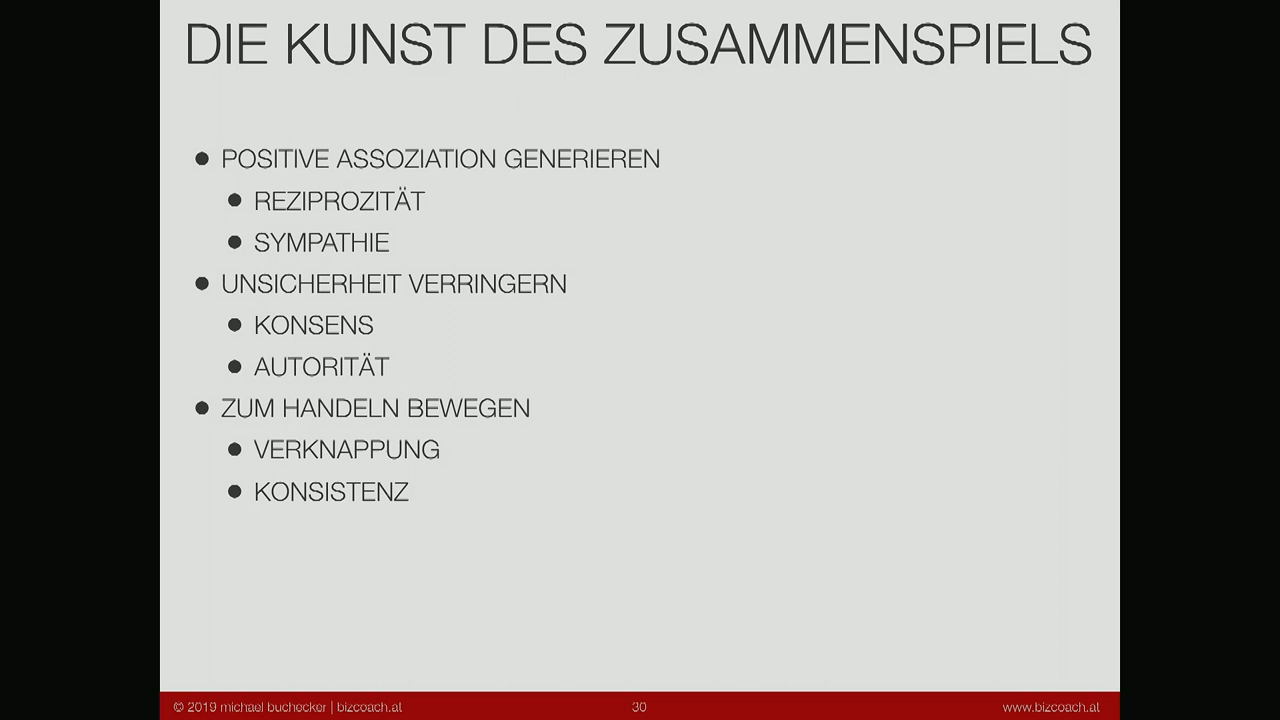 DIE KUNST DES ZUSAMMENSPIELS
POSITIVE ASSOZIATION GENERIEREN
REZIPROZITÄT
SYMPATHIE
UNSICHERHEIT VERRINGERN
KONSENS
AUTORITÄT
ZUM HANDELN BEWEGEN
VERKNAPPUNG
KONSISTENZ
© 2019 michael buchecker | bizcoach.at 30 www.bizcoach.at